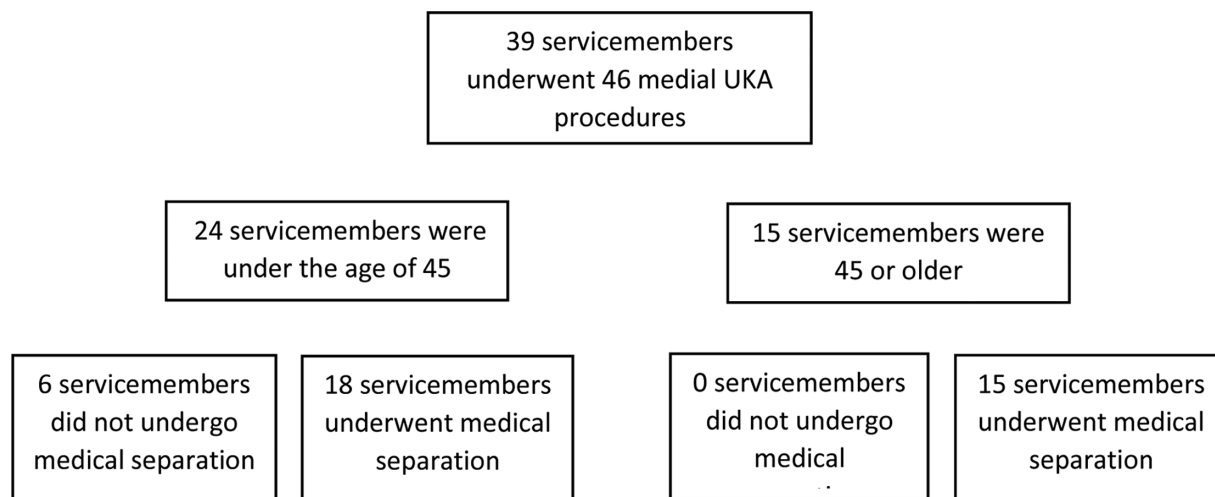 39 servicemembers
underwent 46 medial UKA
procedures
24 servicemembers were
under the age of 45
15 servicemembers were
45 or older
6 servicemembers
did not undergo
medical separation
18 servicemembers
underwent medical
separation
0 servicemembers
did not undergo
medical
15 servicemembers
underwent medical
separation